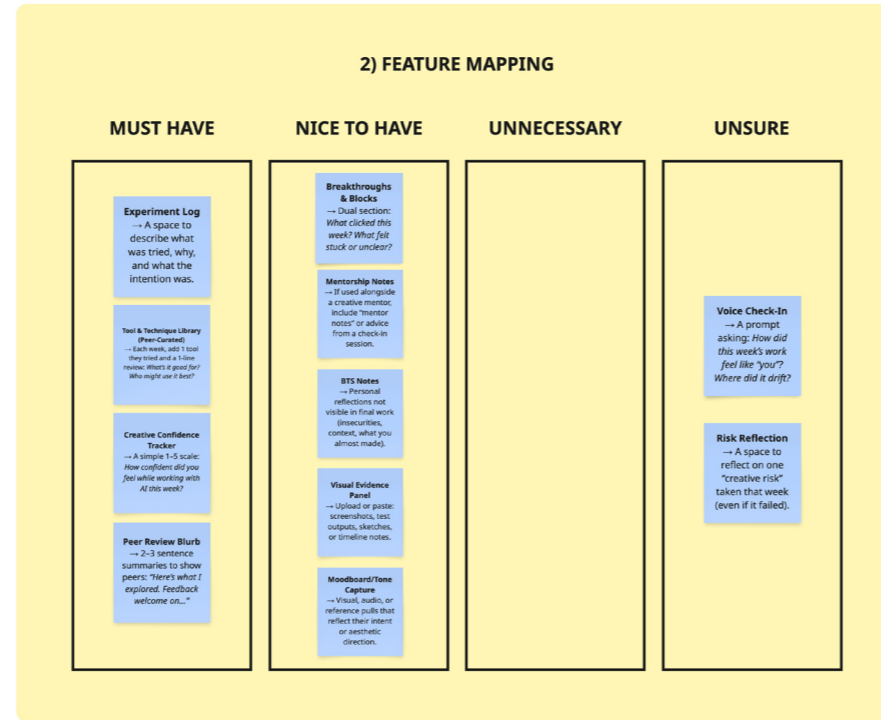 2) FEATURE MAPPING
MUST HAVE
Experiment Log
→ A space to
describe what
was tried, why,
and what the
intention was.
Tool & Technique Library
(Peer-Curated)
→ Each week, add 1 tool
they tried and a 1-line
review: What's it good for?
Who might use it best?
Creative Confidence
Tracker
→ A simple 1–5 scale:
How confident did you
feel while working with
AI this week?
Peer Review Blurb
→ 2–3 sentence
summaries to show
peers: "Here's what I
explored. Feedback
welcome on..."
NICE TO HAVE
Breakthroughs
& Blocks
→ Dual section:
What clicked this
week? What felt
stuck or unclear?
Mentorship Notes
→ If used alongside
a creative mentor,
include "mentor
notes" or advice
from a check-in
session.
BTS Notes
→ Personal
reflections not
visible in final work
(insecurities,
context, what you
almost made).
Visual Evidence
Panel
→ Upload or paste:
screenshots, test
outputs, sketches,
or timeline notes.
Moodboard/Tone
Capture
→ Visual, audio, or
reference pulls that
reflect their intent
or aesthetic
direction.
UNNECESSARY
UNSURE
Voice Check-In
→ A prompt
asking: How did
this week's work
feel like "you"?
Where did it drift?
Risk Reflection
→ A space to
reflect on one
"creative risk"
taken that week
(even if it failed).